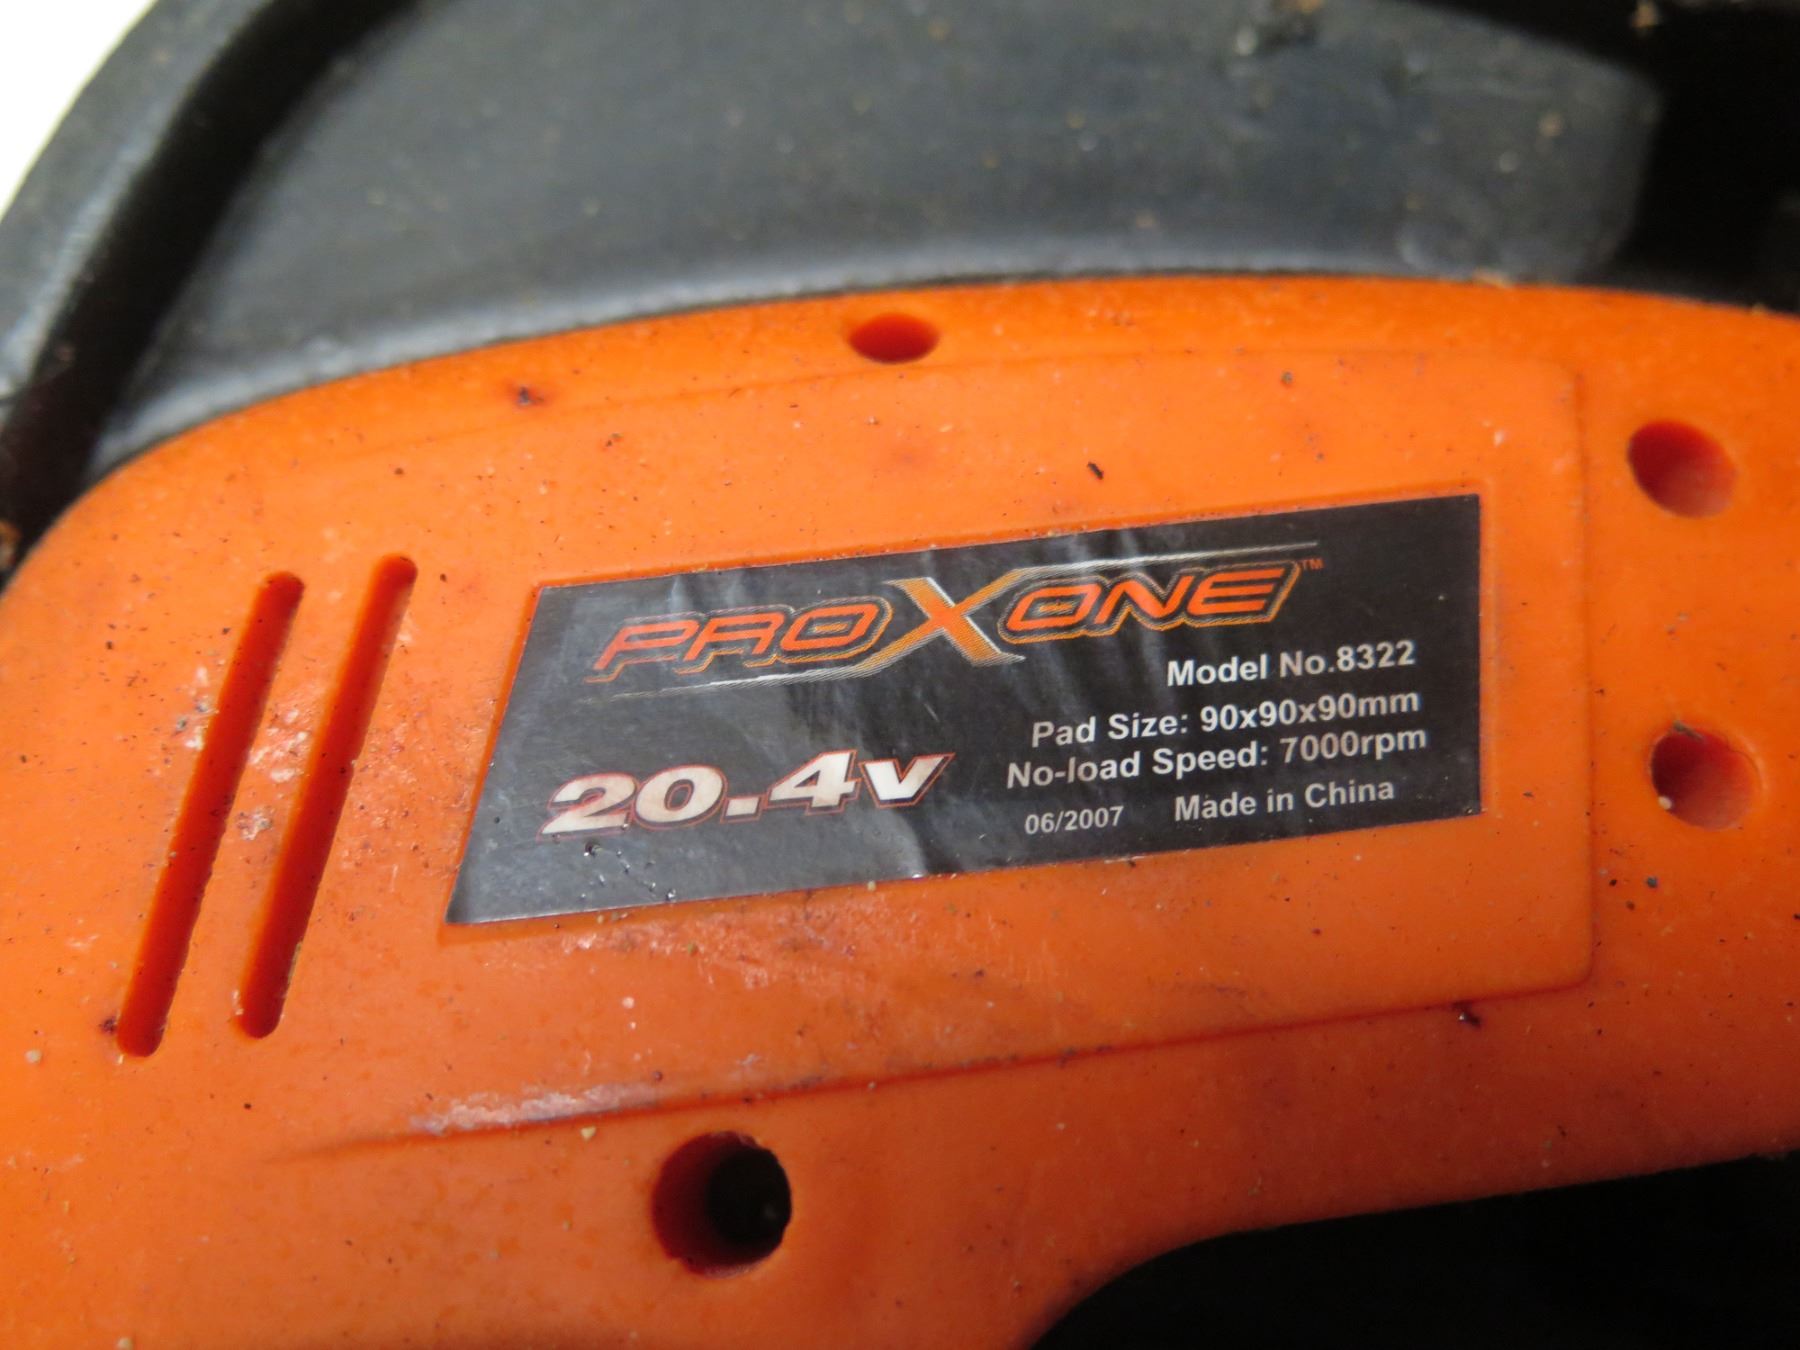 PROXONE™
Model No.8322
Pad Size: 90x90x90mm
20.4v
No-load Speed: 7000rpm
06/2007 Made in China